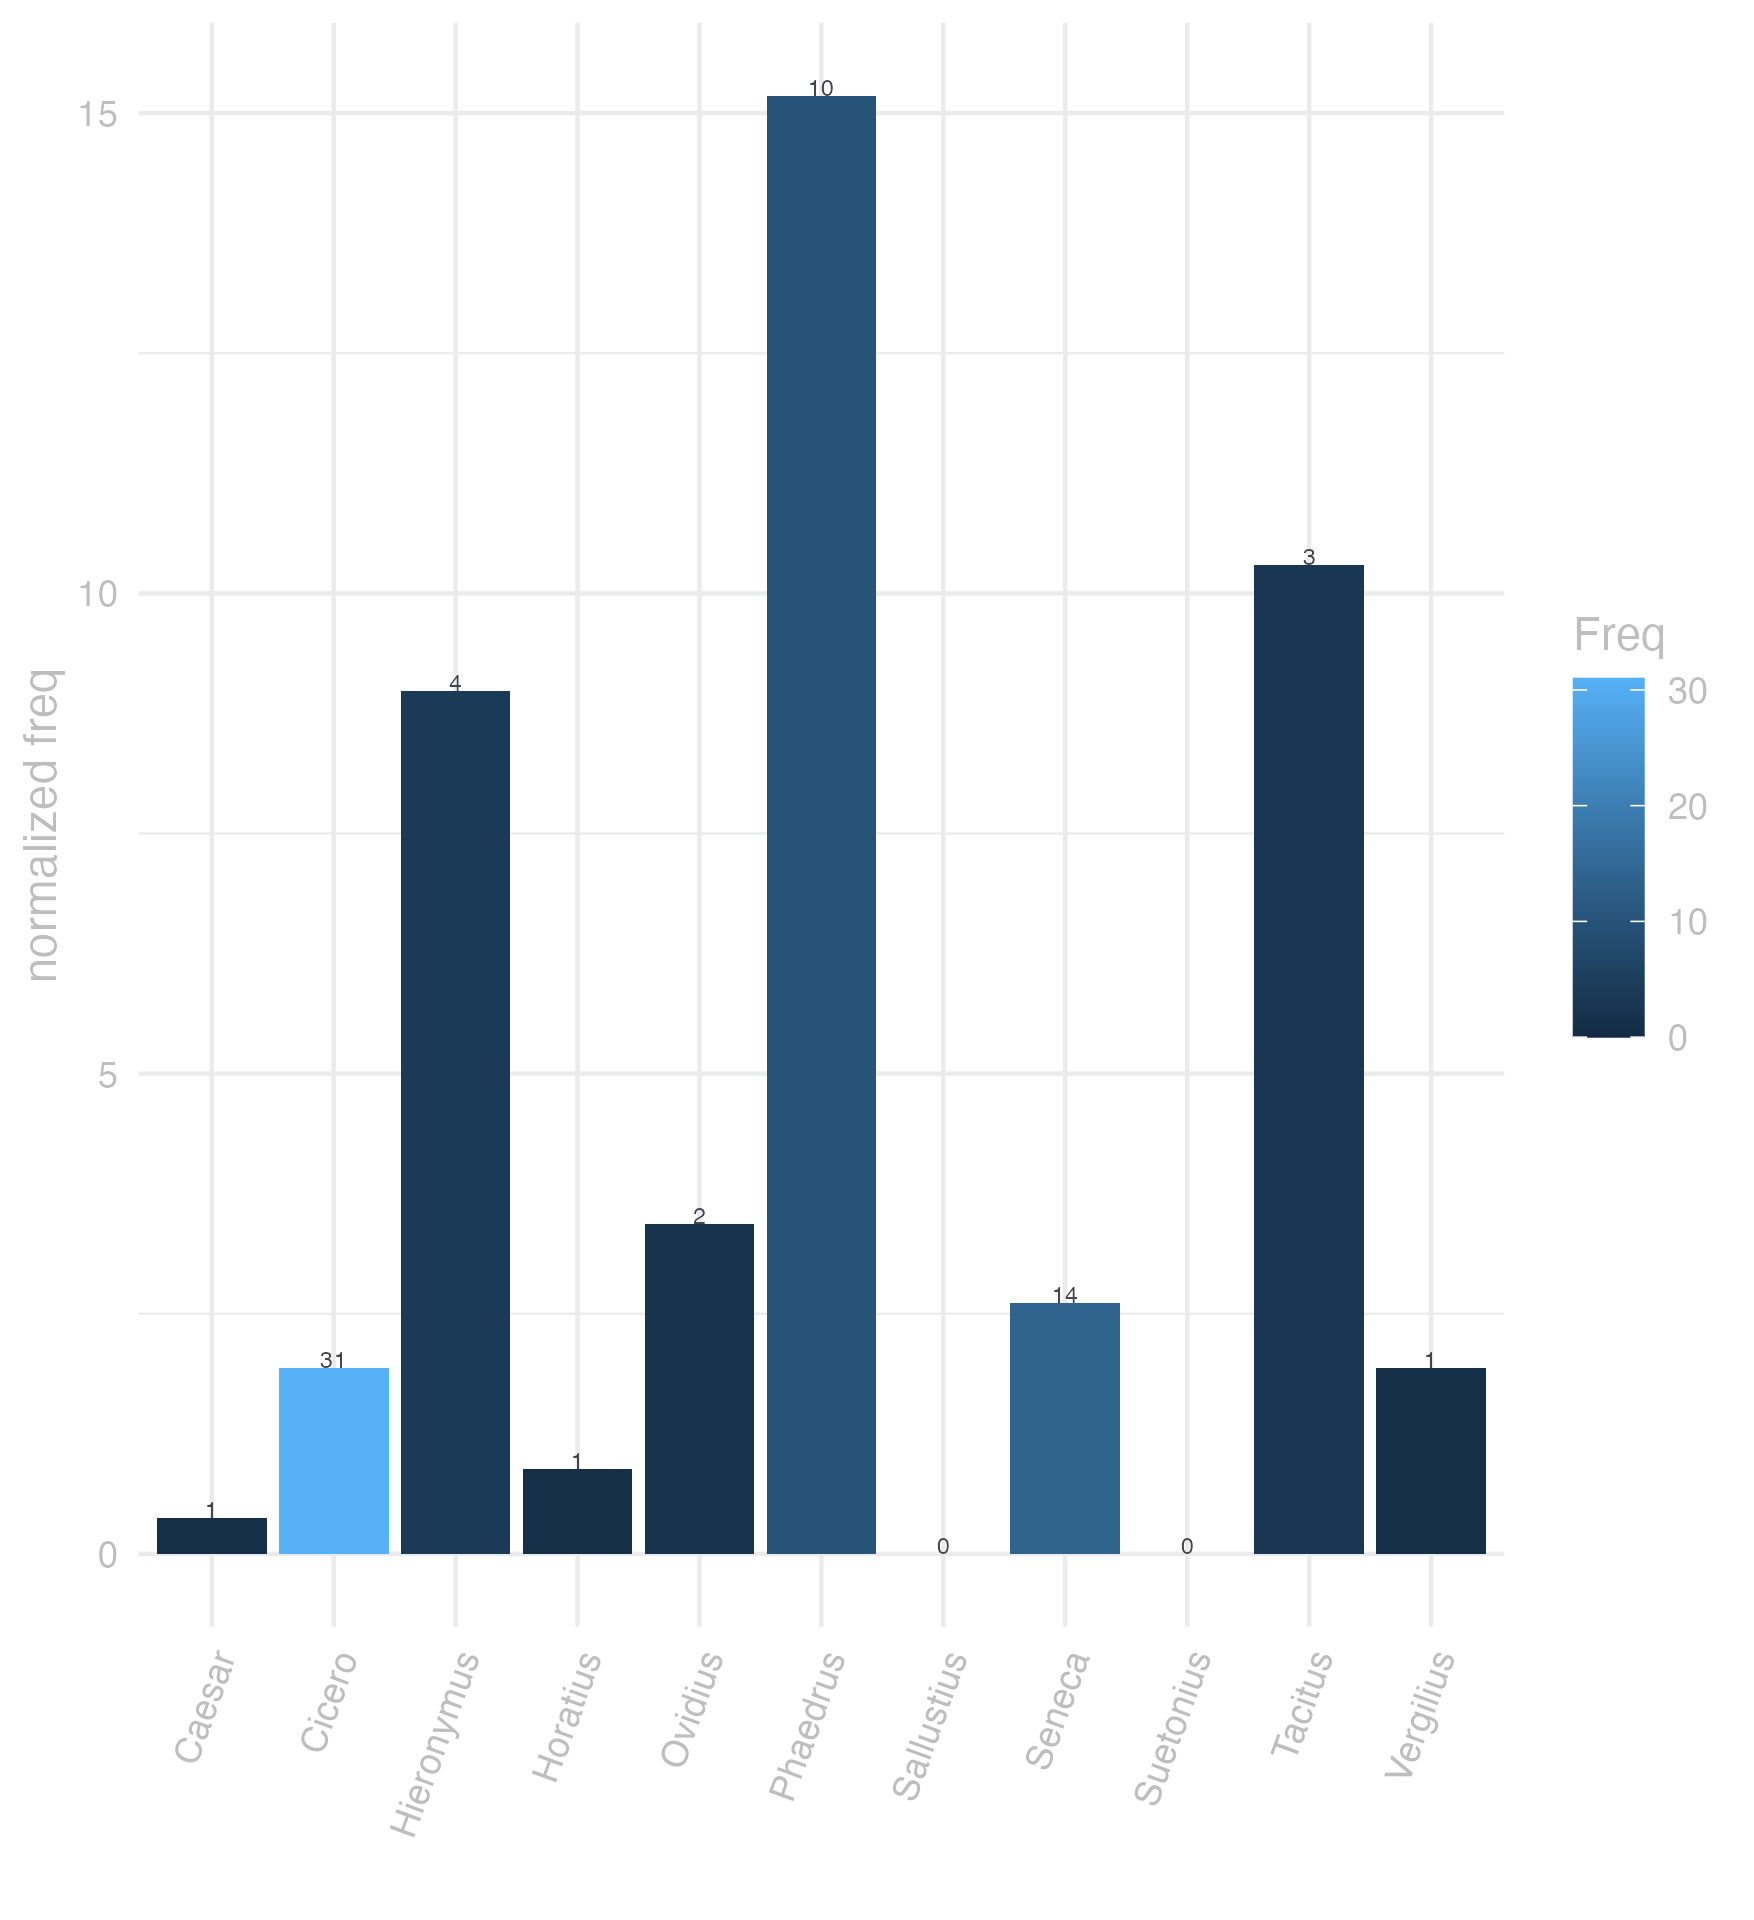 normalized freq
15
10
5
0
1
31
4
1
2
10
0
14
0
3
1
Caesar
Cicero
Hieronymus
Horatius
Ovidius
Phaedrus
Sallustius
Seneca
Suetonius
Tacitus
Vergilius
Freq
30
20
10
0